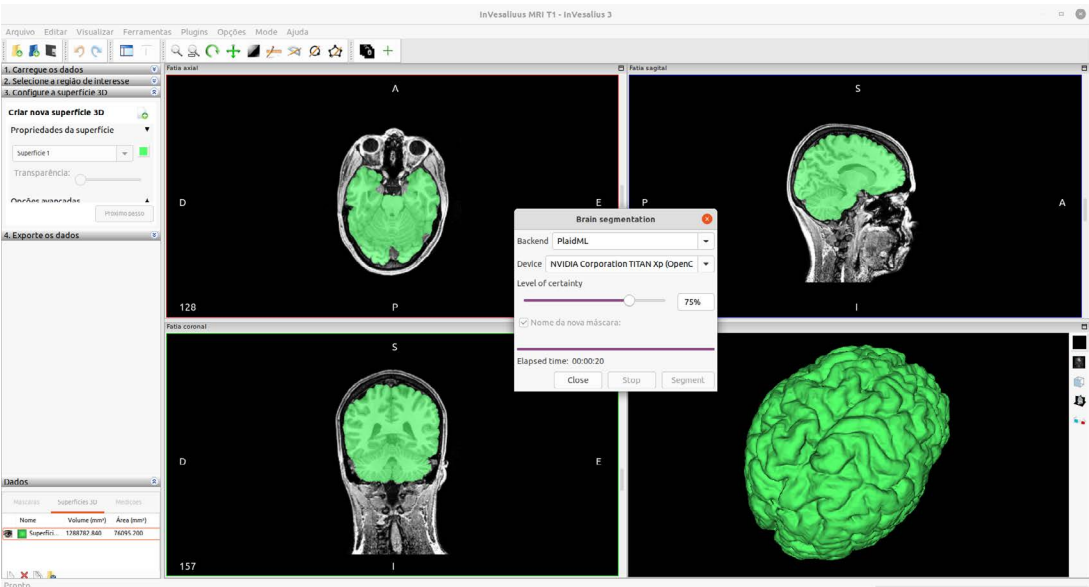 InVesaliuus MRI T1 - InVesalius 3
Arquivo Editar Visualizar Ferramentas Plugins Opções Mode Ajuda
1. Carregue os dados
2. Selecione a região de interesse
3. Configure a superfície 3D
Criar nova superfície 3D
Propriedades da superfície
Superfície 1
Transparência:
Opções avançadas
Próximo passo
4. Exporte os dados
Dados
Máscaras Superfícies 3D Medições
Nome Volume (mm³) Área (mm²)
Superfíci... 1288782.840 76095.200
Pronto
Fatia axial
A
D E
128 P
Fatia sagital
S
P A
I
Fatia coronal
S
D E
157 I
Brain segmentation
Backend PlaidML
Device NVIDIA Corporation TITAN Xp (OpenC
Level of certainty
75%
Nome da nova máscara:
Elapsed time: 00:00:20
Close Stop Segment